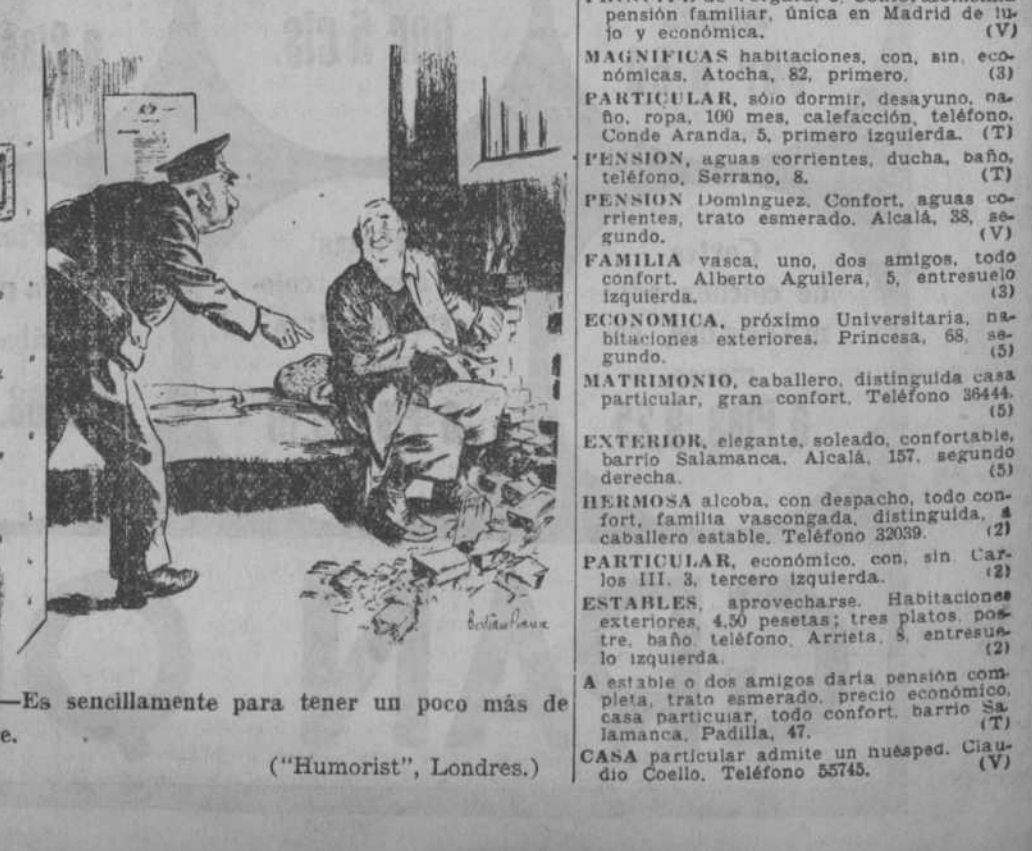 —Es sencillamente para tener un poco más de
e.
("Humorist", Londres.)
pensión familiar, única en Madrid de lu-
jo y económica. (V)
MAGNIFICAS habitaciones, con, sin, eco-
nómicas. Atocha, 82, primero. (3)
PARTICULAR, sólo dormir, desayuno, ba-
ño, ropa, 100 mes, calefacción, teléfono.
Conde Aranda, 5, primero izquierda. (T)
PENSION, aguas corrientes, ducha, baño,
teléfono, Serrano, 8. (T)
PENSION Domínguez. Confort, aguas co-
rrientes, trato esmerado. Alcalá, 38, se-
gundo. (V)
FAMILIA vasca, uno, dos amigos, todo
confort. Alberto Aguilera, 5, entresuelo
izquierda. (3)
ECONOMICA, próximo Universitaria, ha-
bitaciones exteriores. Princesa, 68, se-
gundo. (5)
MATRIMONIO, caballero, distinguida casa
particular, gran confort. Teléfono 36444.
(5)
EXTERIOR, elegante, soleado, confortable,
barrio Salamanca. Alcalá, 157, segundo
derecha. (5)
HERMOSA alcoba, con despacho, todo con-
fort, familia vascongada, distinguida, a
caballero estable. Teléfono 32039. (2)
PARTICULAR, económico, con, sin. Car-
los III, 3, tercero izquierda. (2)
ESTABLES, aprovecharse. Habitaciones
exteriores, 4,50 pesetas; tres platos, pos-
tre, baño, teléfono. Arrieta, 8, entresue-
lo izquierda. (2)
A estable o dos amigos daría pensión com-
pleta, trato esmerado, precio económico,
casa particular, todo confort, barrio Sa
lamanca. Padilla, 47. (T)
CASA particular admite un huésped. Clau-
dio Coello. Teléfono 55745. (V)